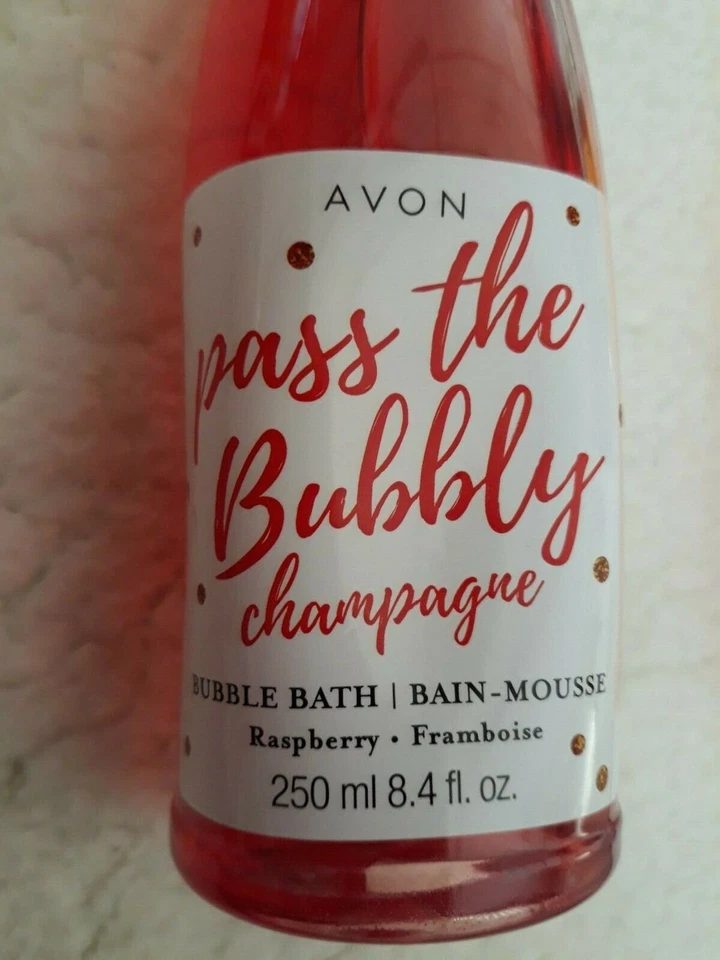 AVON
pass the
Bubbly
champagne
BUBBLE BATH | BAIN-MOUSSE
Raspberry • Framboise
250 ml 8.4 fl. oz.